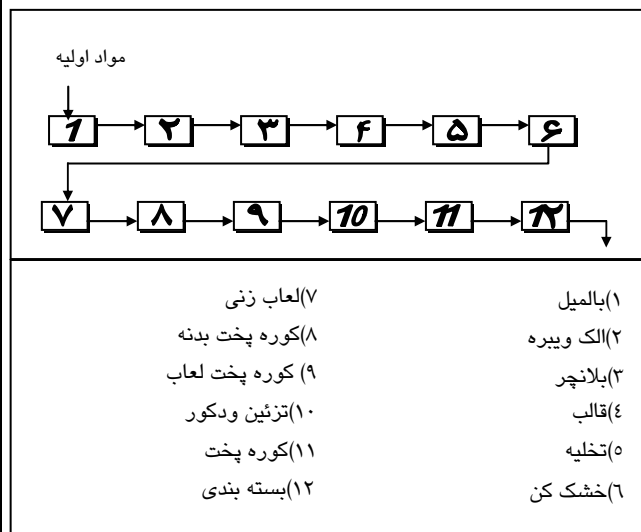 مواد اولیه
۱ ۲ ۳ ۴ ۵ ۶
۷ ۸ ۹ ۱۰ ۱۱ ۱۲
۱)بالمیل
۲)الک ویبره
۳)بلانچر
٤)قالب
٥)تخلیه
٦)خشک کن
۷)لعاب زنی
۸)کوره پخت بدنه
۹) کوره پخت لعاب
۱۰)تزئین ودکور
۱۱)کوره پخت
۱۲)بسته بندی